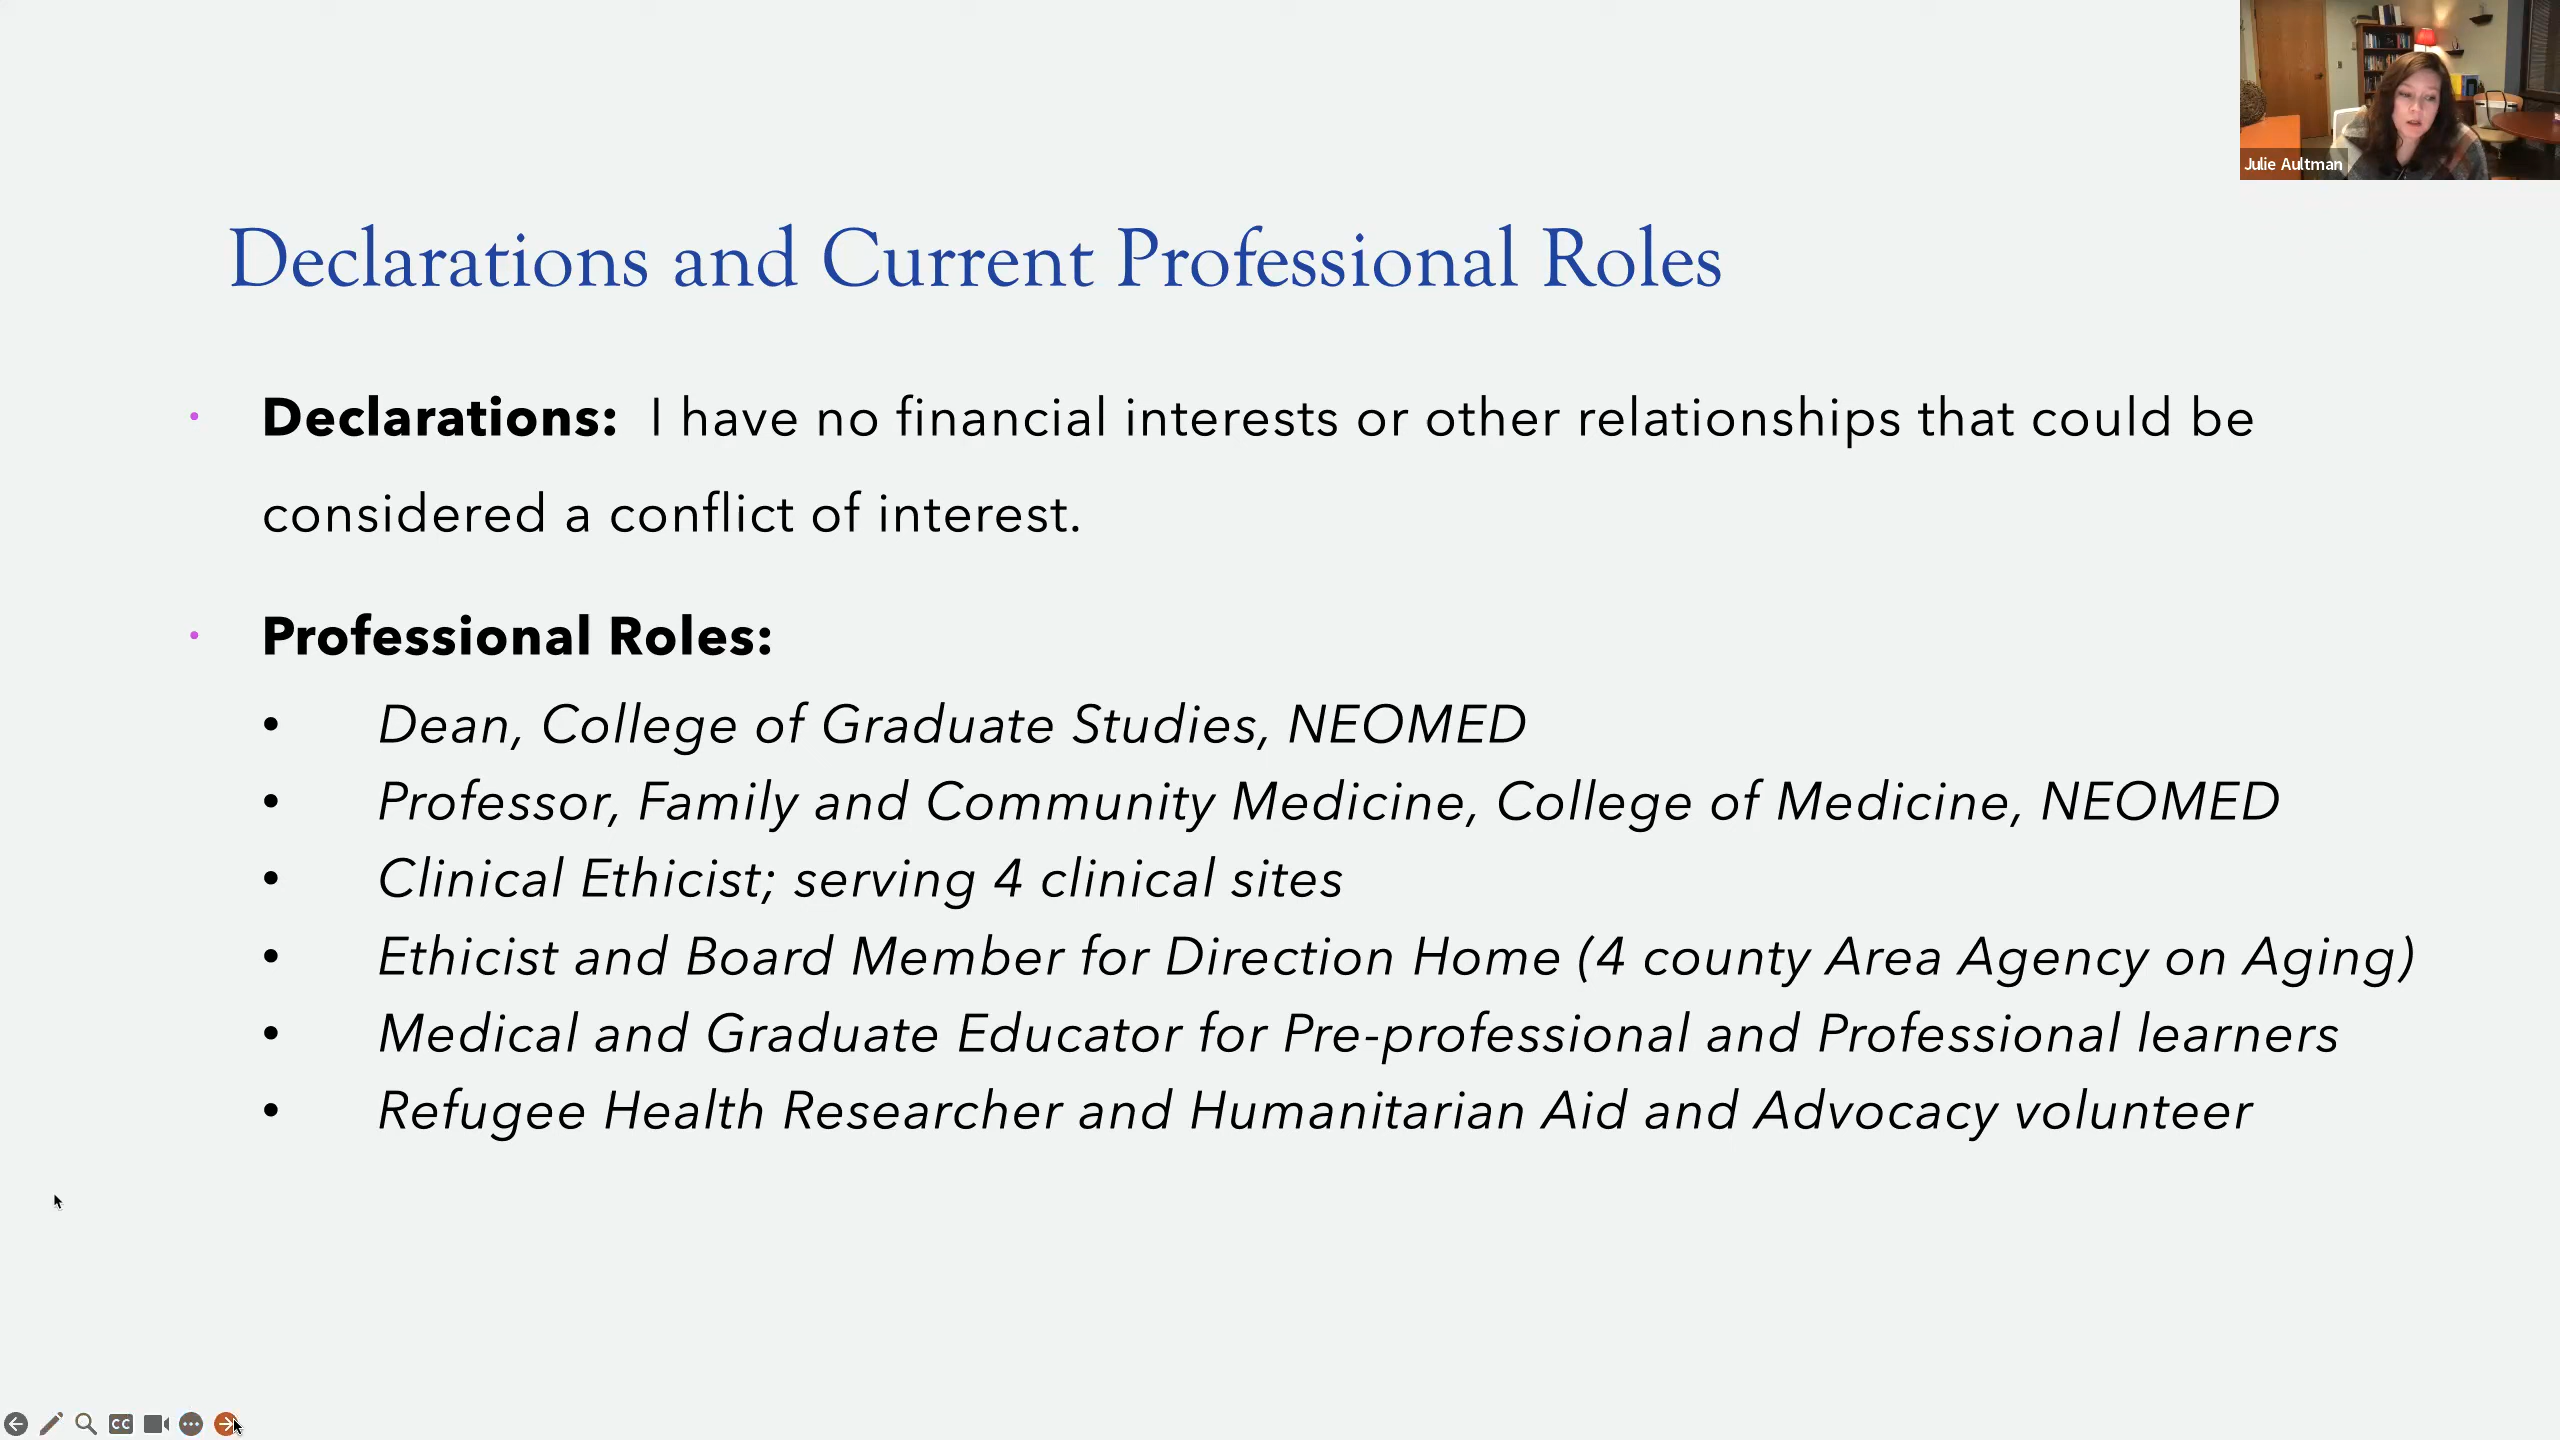 Julie Aultman
Declarations and Current Professional Roles
· Declarations: I have no financial interests or other relationships that could be
considered a conflict of interest.
· Professional Roles:
• Dean, College of Graduate Studies, NEOMED
• Professor, Family and Community Medicine, College of Medicine, NEOMED
• Clinical Ethicist; serving 4 clinical sites
• Ethicist and Board Member for Direction Home (4 county Area Agency on Aging)
• Medical and Graduate Educator for Pre-professional and Professional learners
• Refugee Health Researcher and Humanitarian Aid and Advocacy volunteer
CC